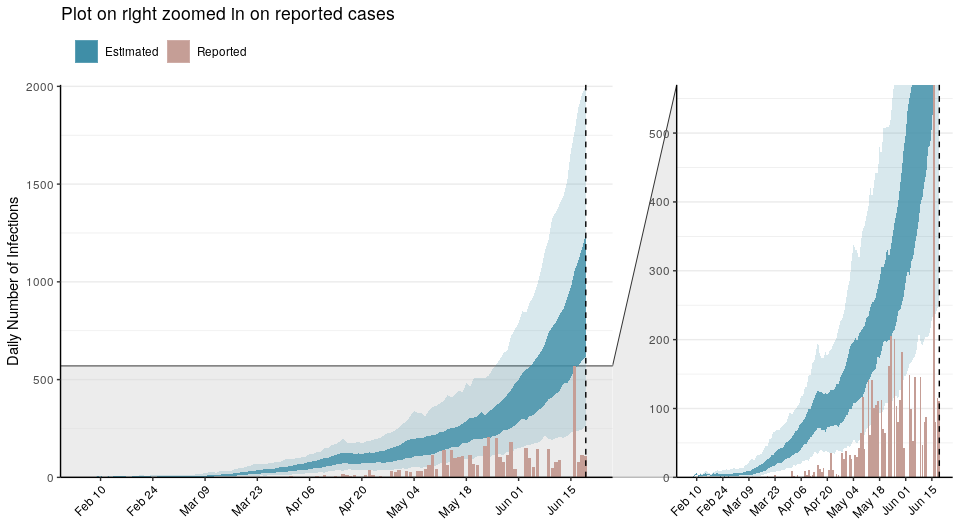 Plot on right zoomed in on reported cases
Estimated Reported
Daily Number of Infections
2000
1500
1000
500
0
Feb 10 Feb 24 Mar 09 Mar 23 Apr 06 Apr 20 May 04 May 18 Jun 01 Jun 15
500
400
300
200
100
0
Feb 10 Feb 24 Mar 09 Mar 23 Apr 06 Apr 20 May 04 May 18 Jun 01 Jun 15